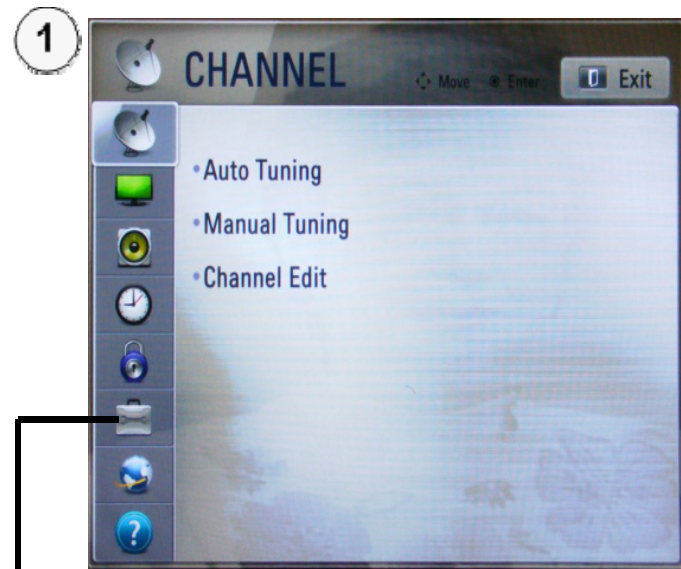 1
CHANNEL
Move Enter
Exit
•Auto Tuning
•Manual Tuning
•Channel Edit
?